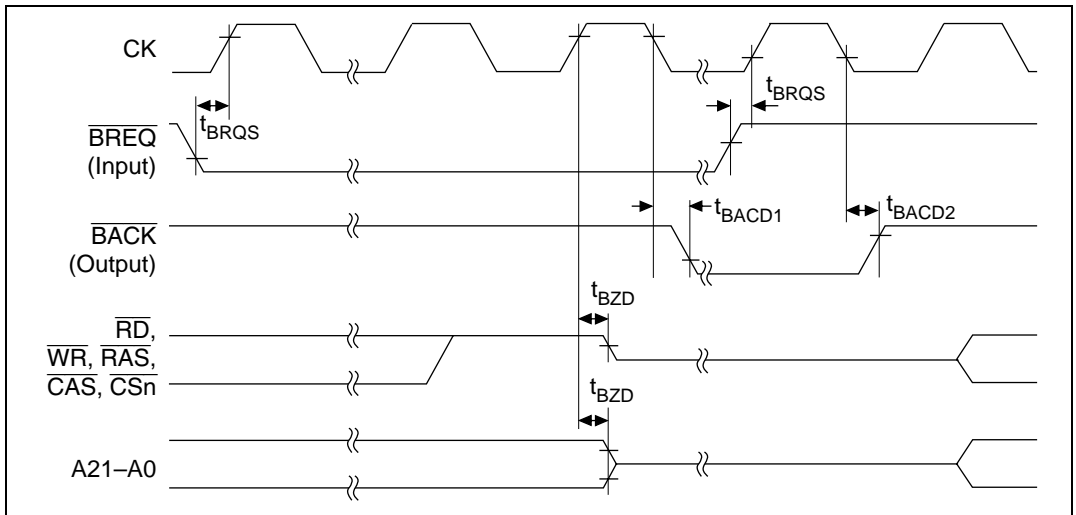 CK
tBRQS
tBRQS
BREQ
(Input)
tBACD1
tBACD2
BACK
(Output)
tBZD
RD,
WR, RAS,
CAS, CSn
tBZD
A21–A0